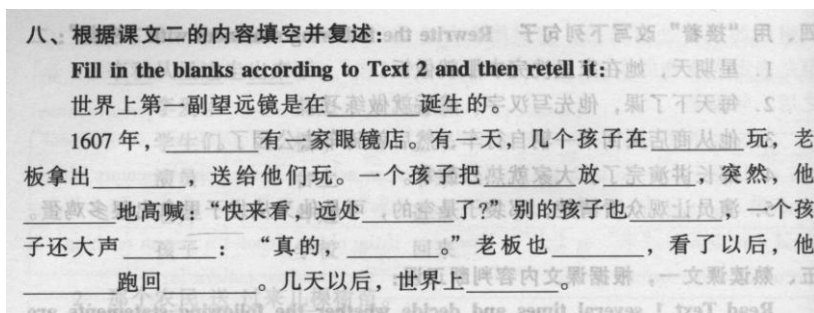 八、根据课文二的内容填空并复述：
Fill in the blanks according to Text 2 and then retell it:
世界上第一副望远镜是在________诞生的。
1607年，________有一家眼镜店。有一天，几个孩子在________玩，老
板拿出________，送给他们玩。一个孩子把________放________，突然，他
________地高喊：“快来看，远处________了？”别的孩子也________，一个孩
子还大声________：“真的________。”老板也________，看了以后，他
________跑回________。几天以后，世界上________。